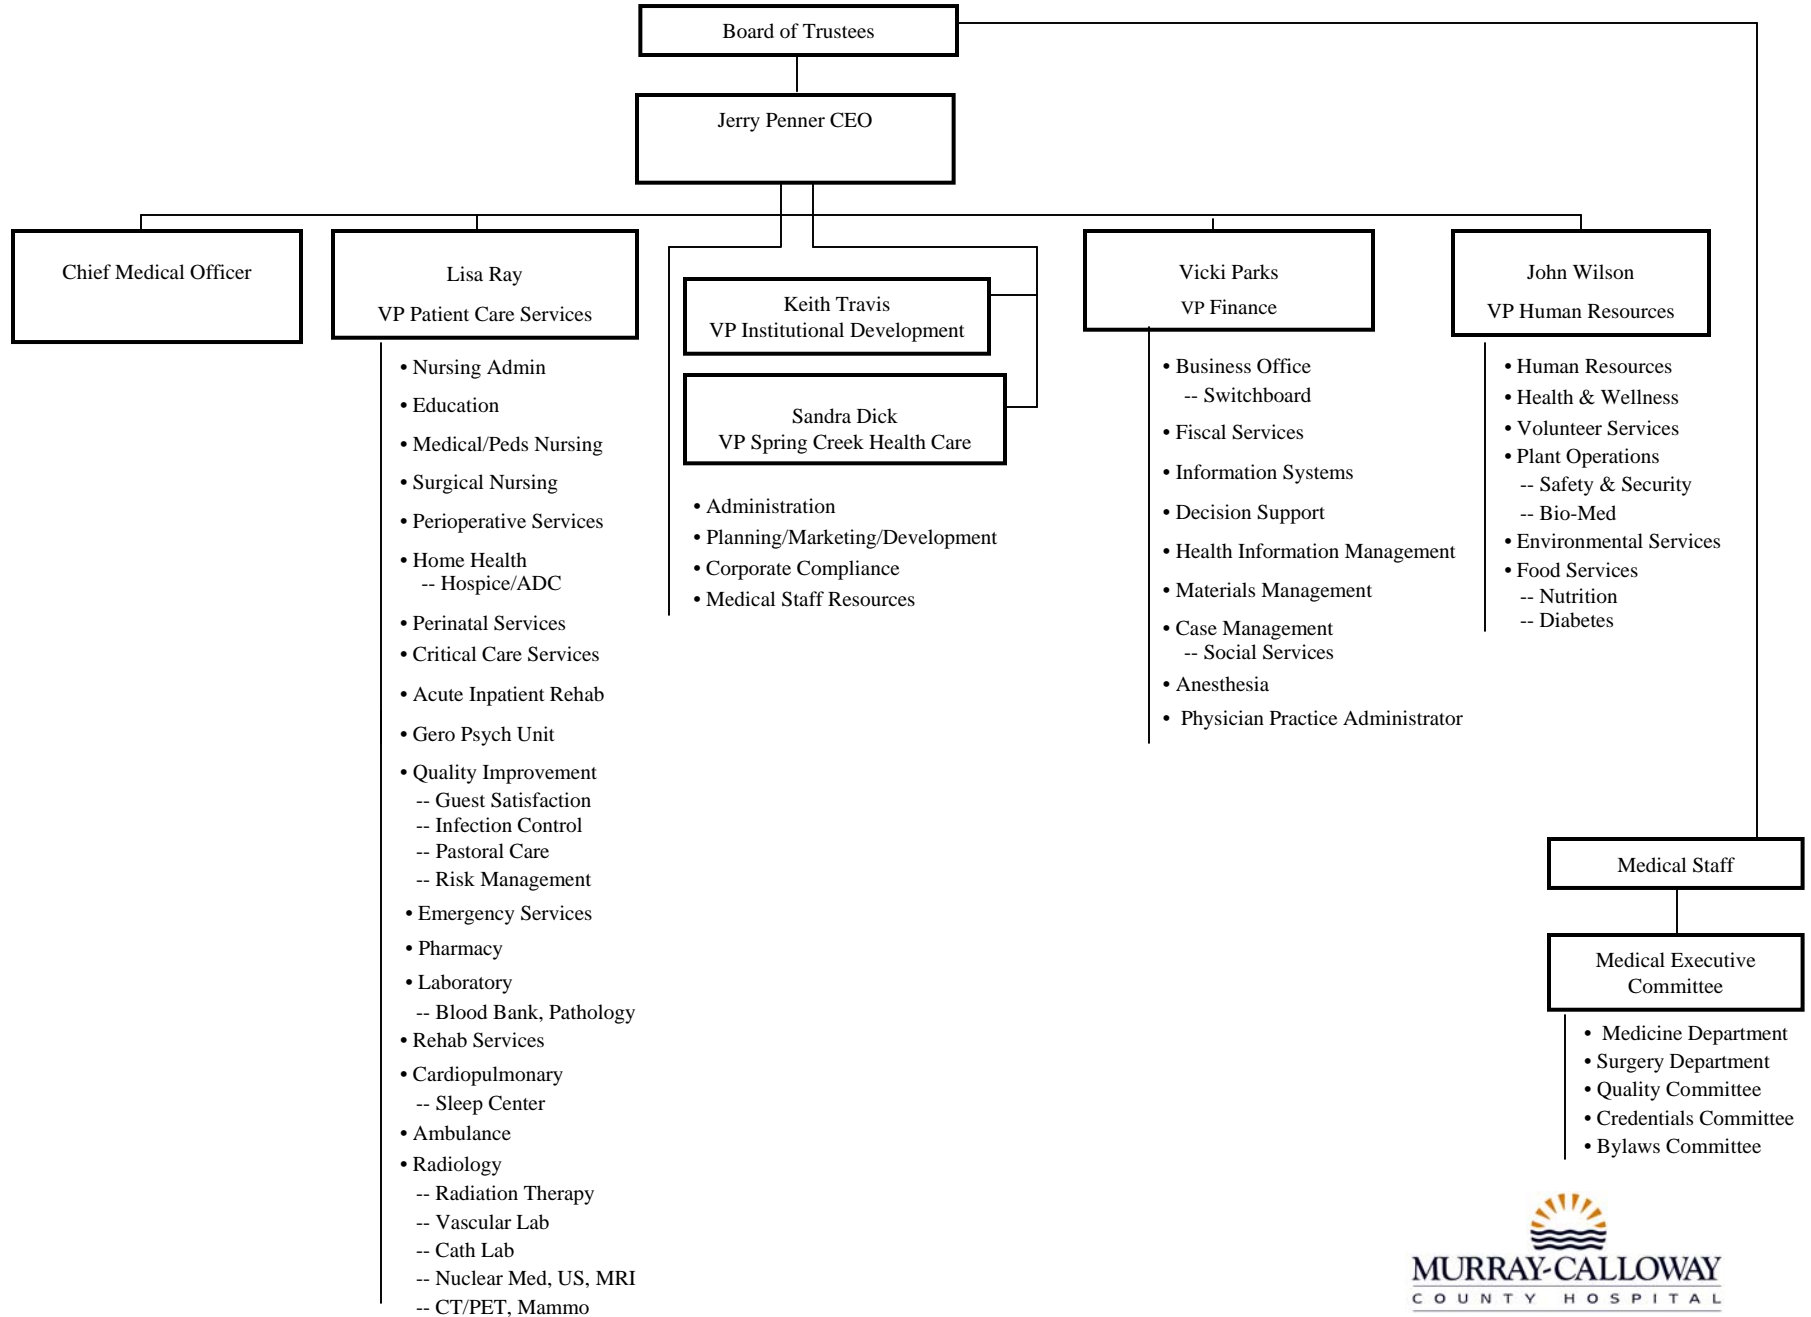 Board of Trustees
Jerry Penner CEO
Chief Medical Officer
Lisa Ray
VP Patient Care Services
• Nursing Admin
• Education
• Medical/Peds Nursing
• Surgical Nursing
• Perioperative Services
• Home Health
-- Hospice/ADC
• Perinatal Services
• Critical Care Services
• Acute Inpatient Rehab
• Gero Psych Unit
• Quality Improvement
-- Guest Satisfaction
-- Infection Control
-- Pastoral Care
-- Risk Management
• Emergency Services
• Pharmacy
• Laboratory
-- Blood Bank, Pathology
• Rehab Services
• Cardiopulmonary
-- Sleep Center
• Ambulance
• Radiology
-- Radiation Therapy
-- Vascular Lab
-- Cath Lab
-- Nuclear Med, US, MRI
-- CT/PET, Mammo
Keith Travis
VP Institutional Development
Sandra Dick
VP Spring Creek Health Care
• Administration
• Planning/Marketing/Development
• Corporate Compliance
• Medical Staff Resources
Vicki Parks
VP Finance
• Business Office
-- Switchboard
• Fiscal Services
• Information Systems
• Decision Support
• Health Information Management
• Materials Management
• Case Management
-- Social Services
• Anesthesia
• Physician Practice Administrator
John Wilson
VP Human Resources
• Human Resources
• Health & Wellness
• Volunteer Services
• Plant Operations
-- Safety & Security
-- Bio-Med
• Environmental Services
• Food Services
-- Nutrition
-- Diabetes
Medical Staff
Medical Executive
Committee
• Medicine Department
• Surgery Department
• Quality Committee
• Credentials Committee
• Bylaws Committee
MURRAY-CALLOWAY
COUNTY HOSPITAL